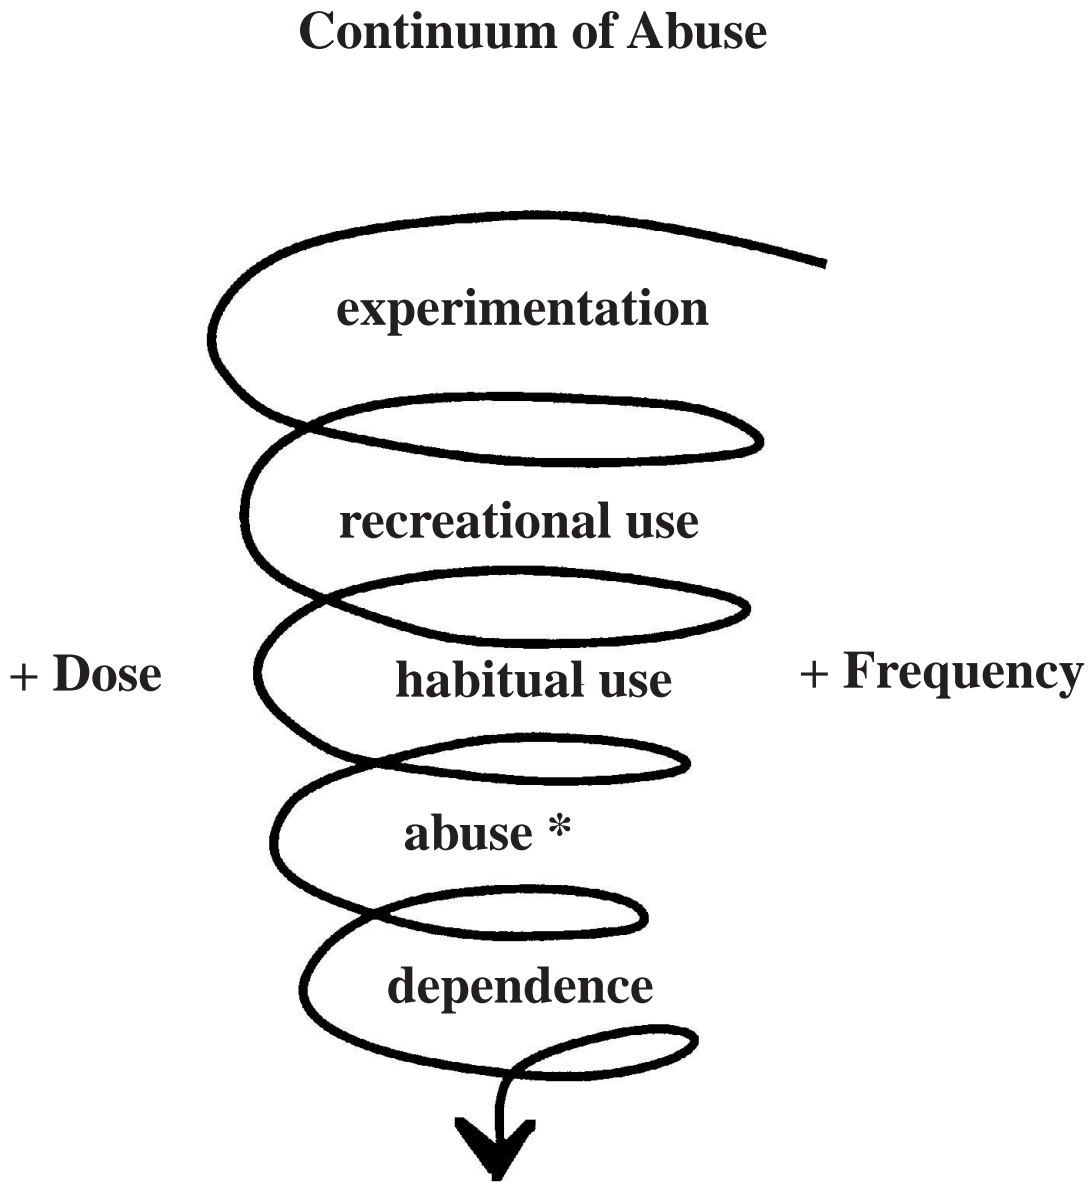 Continuum of Abuse
experimentation
recreational use
+ Dose
habitual use
+ Frequency
abuse *
dependence